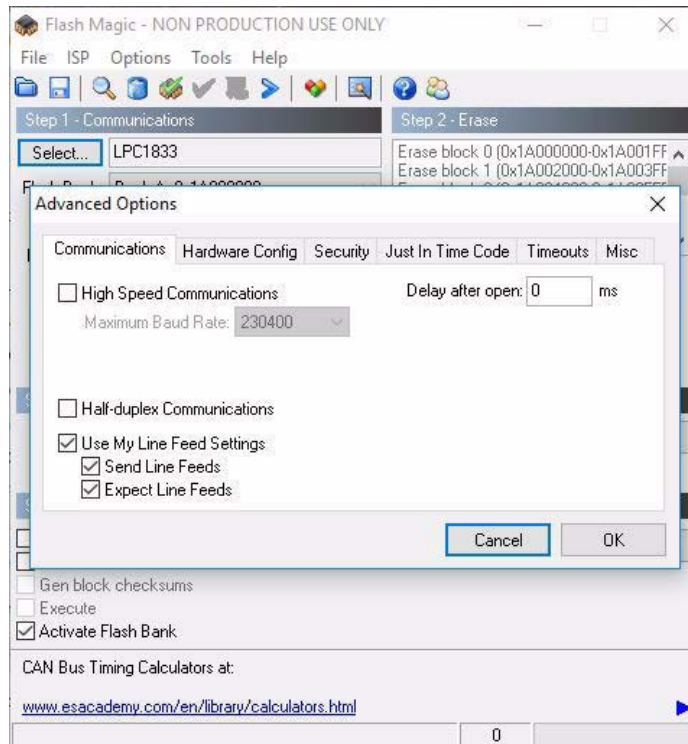 Flash Magic - NON PRODUCTION USE ONLY
File ISP Options Tools Help
Step 1 - Communications
Step 2 - Erase
Select...
LPC1833
Erase block 0 (0x1A000000-0x1A001FF
Erase block 1 (0x1A002000-0x1A003FF
Advanced Options
Communications Hardware Config Security Just In Time Code Timeouts Misc
High Speed Communications
Delay after open: 0 ms
Maximum Baud Rate: 230400
Half-duplex Communications
Use My Line Feed Settings
Send Line Feeds
Expect Line Feeds
Cancel OK
Gen block checksums
Execute
Activate Flash Bank
CAN Bus Timing Calculators at:
www.esacademy.com/en/library/calculators.html
0